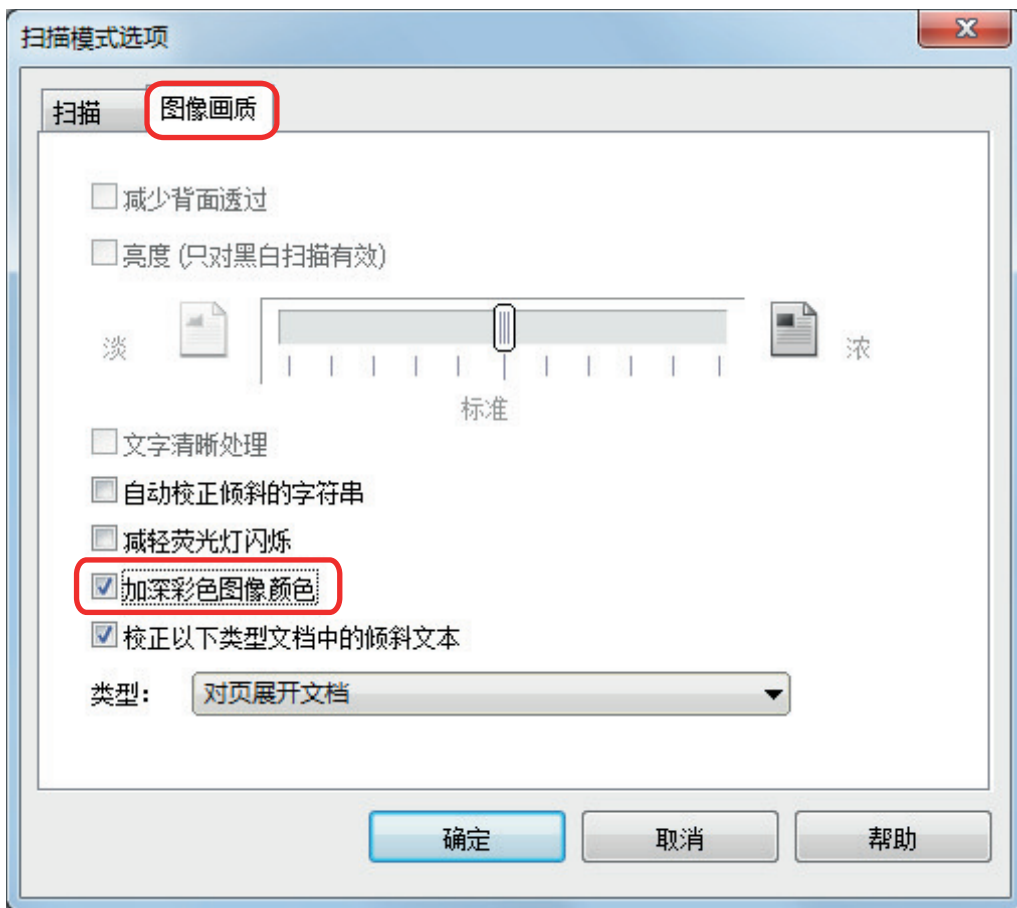 扫描模式选项
扫描 图像画质
减少背面透过
亮度 (只对黑白扫描有效)
淡 浓
标准
文字清晰处理
自动校正倾斜的字符串
减轻荧光灯闪烁
加深彩色图像颜色
校正以下类型文档中的倾斜文本
类型: 对页展开文档
确定 取消 帮助